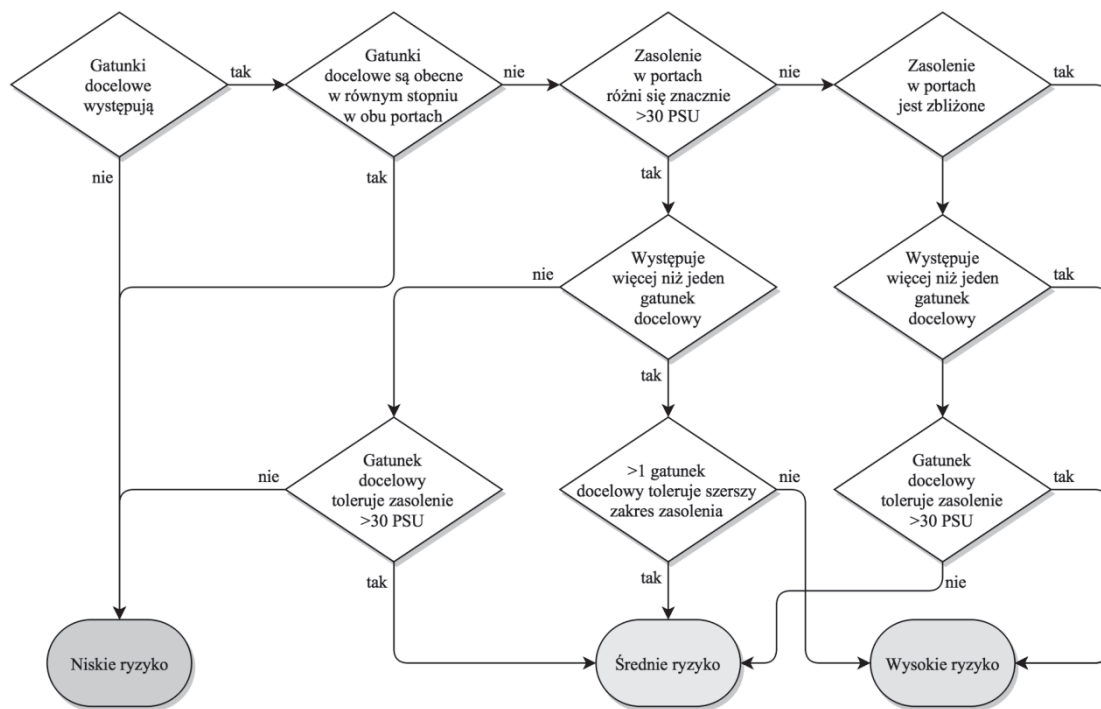 Gatunki
docelowe
występują
tak
nie
Gatunki
docelowe są obecne
w równym stopniu
w obu portach
nie
tak
Zasolenie
w portach
różni się znacznie
>30 PSU
nie
tak
Zasolenie
w portach
jest zbliżone
tak
Występuje
więcej niż jeden
gatunek
docelowy
nie
tak
Występuje
więcej niż jeden
gatunek
docelowy
tak
Gatunek
docelowy
toleruje zasolenie
>30 PSU
nie
tak
>1 gatunek
docelowy toleruje szerszy
zakres zasolenia
nie
tak
Gatunek
docelowy
toleruje zasolenie
>30 PSU
tak
nie
Niskie ryzyko
Średnie ryzyko
Wysokie ryzyko